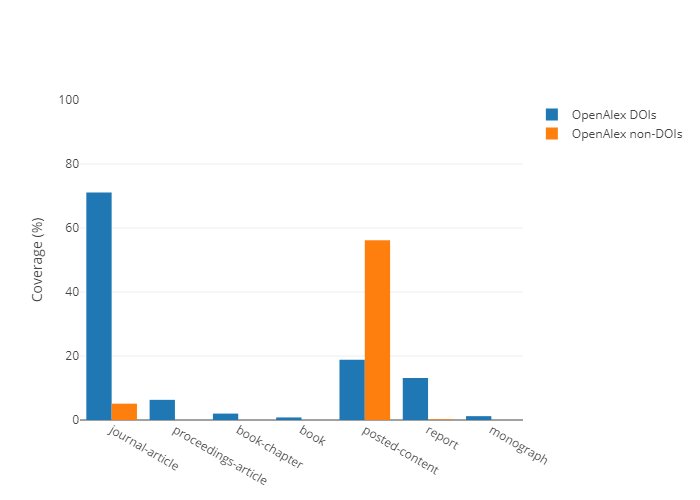 100
80
60
40
20
0
Coverage (%)
journal-article
proceedings-article
book-chapter
book
posted-content
report
monograph
OpenAlex DOIs
OpenAlex non-DOIs